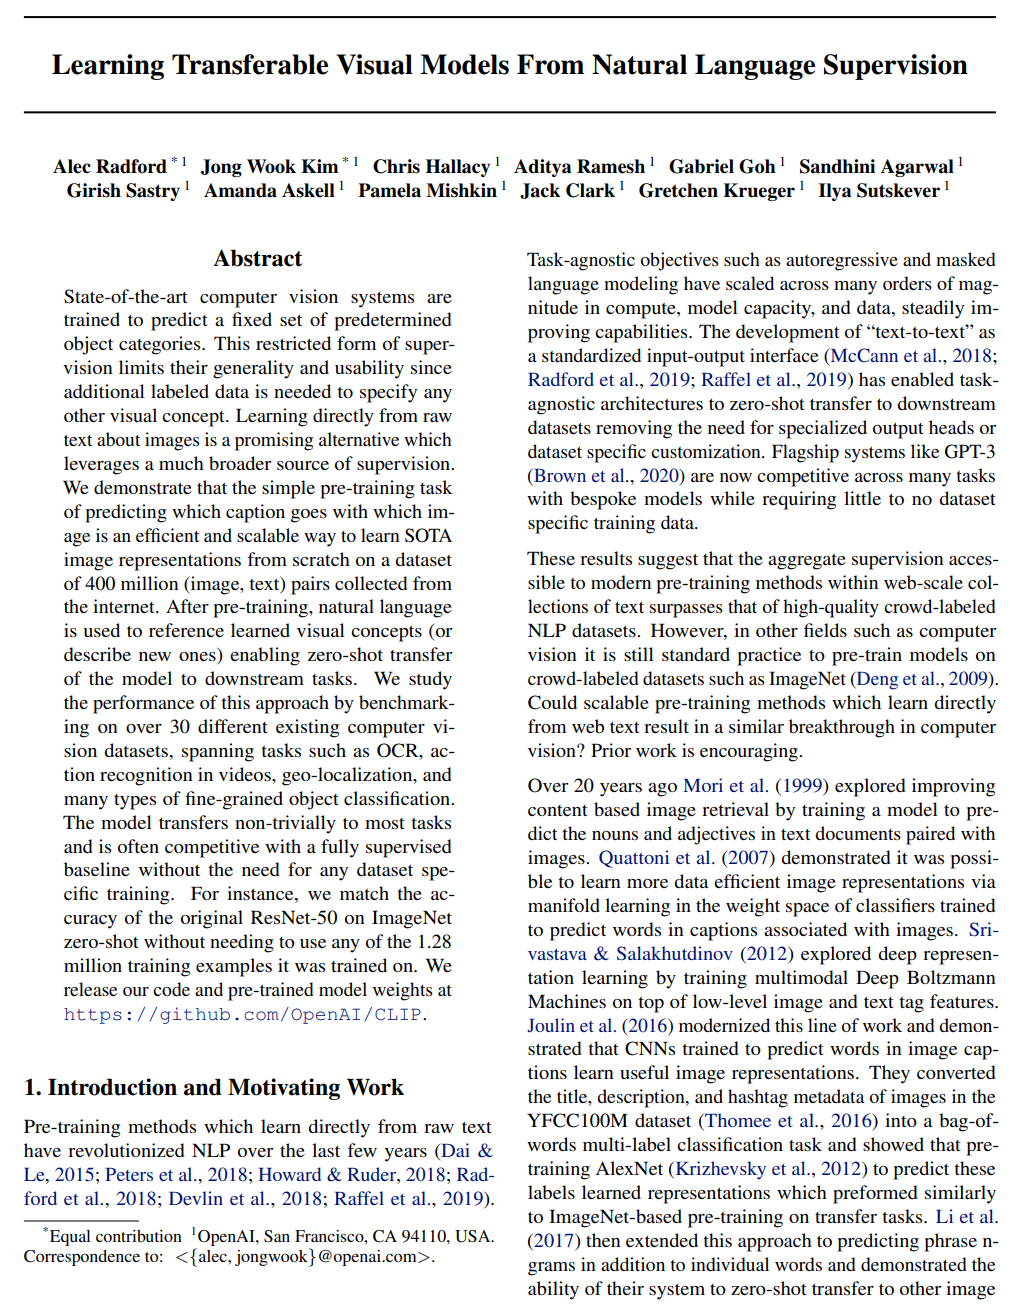 Learning Transferable Visual Models From Natural Language Supervision
Alec Radford * 1 Jong Wook Kim * 1 Chris Hallacy 1 Aditya Ramesh 1 Gabriel Goh 1 Sandhini Agarwal 1
Girish Sastry 1 Amanda Askell 1 Pamela Mishkin 1 Jack Clark 1 Gretchen Krueger 1 Ilya Sutskever 1
Abstract
State-of-the-art computer vision systems are
trained to predict a fixed set of predetermined
object categories. This restricted form of super-
vision limits their generality and usability since
additional labeled data is needed to specify any
other visual concept. Learning directly from raw
text about images is a promising alternative which
leverages a much broader source of supervision.
We demonstrate that the simple pre-training task
of predicting which caption goes with which im-
age is an efficient and scalable way to learn SOTA
image representations from scratch on a dataset
of 400 million (image, text) pairs collected from
the internet. After pre-training, natural language
is used to reference learned visual concepts (or
describe new ones) enabling zero-shot transfer
of the model to downstream tasks. We study
the performance of this approach by benchmark-
ing on over 30 different existing computer vi-
sion datasets, spanning tasks such as OCR, ac-
tion recognition in videos, geo-localization, and
many types of fine-grained object classification.
The model transfers non-trivially to most tasks
and is often competitive with a fully supervised
baseline without the need for any dataset spe-
cific training. For instance, we match the ac-
curacy of the original ResNet-50 on ImageNet
zero-shot without needing to use any of the 1.28
million training examples it was trained on. We
release our code and pre-trained model weights at
https://github.com/OpenAI/CLIP.
1. Introduction and Motivating Work
Pre-training methods which learn directly from raw text
have revolutionized NLP over the last few years (Dai &
Le, 2015; Peters et al., 2018; Howard & Ruder, 2018; Rad-
ford et al., 2018; Devlin et al., 2018; Raffel et al., 2019).
*Equal contribution 1OpenAI, San Francisco, CA 94110, USA.
Correspondence to: <{alec, jongwook}@openai.com>.
Task-agnostic objectives such as autoregressive and masked
language modeling have scaled across many orders of mag-
nitude in compute, model capacity, and data, steadily im-
proving capabilities. The development of “text-to-text” as
a standardized input-output interface (McCann et al., 2018;
Radford et al., 2019; Raffel et al., 2019) has enabled task-
agnostic architectures to zero-shot transfer to downstream
datasets removing the need for specialized output heads or
dataset specific customization. Flagship systems like GPT-3
(Brown et al., 2020) are now competitive across many tasks
with bespoke models while requiring little to no dataset
specific training data.
These results suggest that the aggregate supervision acces-
sible to modern pre-training methods within web-scale col-
lections of text surpasses that of high-quality crowd-labeled
NLP datasets. However, in other fields such as computer
vision it is still standard practice to pre-train models on
crowd-labeled datasets such as ImageNet (Deng et al., 2009).
Could scalable pre-training methods which learn directly
from web text result in a similar breakthrough in computer
vision? Prior work is encouraging.
Over 20 years ago Mori et al. (1999) explored improving
content based image retrieval by training a model to pre-
dict the nouns and adjectives in text documents paired with
images. Quattoni et al. (2007) demonstrated it was possi-
ble to learn more data efficient image representations via
manifold learning in the weight space of classifiers trained
to predict words in captions associated with images. Sri-
vastava & Salakhutdinov (2012) explored deep represen-
tation learning by training multimodal Deep Boltzmann
Machines on top of low-level image and text tag features.
Joulin et al. (2016) modernized this line of work and demon-
strated that CNNs trained to predict words in image cap-
tions learn useful image representations. They converted
the title, description, and hashtag metadata of images in the
YFCC100M dataset (Thomee et al., 2016) into a bag-of-
words multi-label classification task and showed that pre-
training AlexNet (Krizhevsky et al., 2012) to predict these
labels learned representations which preformed similarly
to ImageNet-based pre-training on transfer tasks. Li et al.
(2017) then extended this approach to predicting phrase n-
grams in addition to individual words and demonstrated the
ability of their system to zero-shot transfer to other image